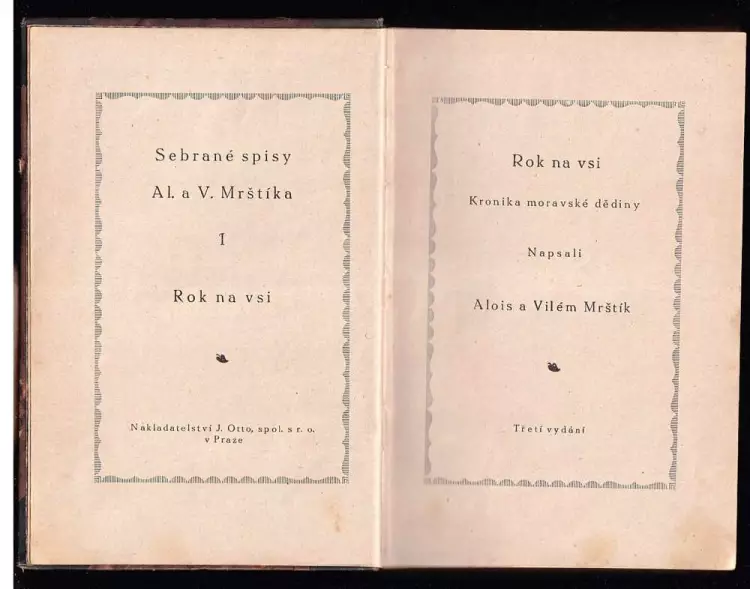 Sebrané spisy
Al. a V. Mrštíka
I
Rok na vsi
Nakladatelství J. Otto, spol. s r. o.
v Praze
Rok na vsi
Kronika moravské dědiny
Napsali
Alois a Vilém Mrštík
Třetí vydání